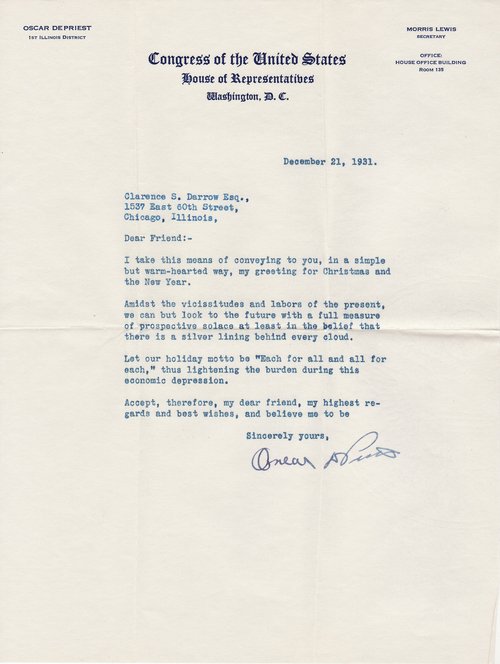 OSCAR DEPRIEST
1ST ILLINOIS DISTRICT
MORRIS LEWIS
SECRETARY
OFFICE:
HOUSE OFFICE BUILDING
ROOM 135
Congress of the United States
House of Representatives
Washington, D. C.
December 21, 1931.
Clarence S. Darrow Esq.,
1537 East 60th Street,
Chicago, Illinois,
Dear Friend:-
I take this means of conveying to you, in a simple
but warm-hearted way, my greeting for Christmas and
the New Year.
Amidst the vicissitudes and labors of the present,
we can but look to the future with a full measure
of prospective solace at least in the belief that
there is a silver lining behind every cloud.
Let our holiday motto be "Each for all and all for
each," thus lightening the burden during this
economic depression.
Accept, therefore, my dear friend, my highest re-
gards and best wishes, and believe me to be
Sincerely yours,
Oscar DePriest